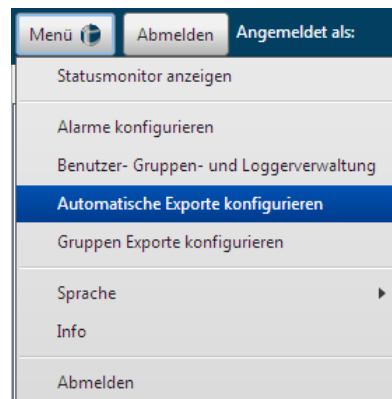 Menü Abmelden Angemeldet als:
Statusmonitor anzeigen
Alarme konfigurieren
Benutzer- Gruppen- und Loggerverwaltung
Automatische Exporte konfigurieren
Gruppen Exporte konfigurieren
Sprache
Info
Abmelden